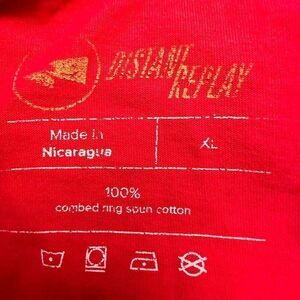 DISTANT
REPLAY
Made in
Nicaragua
XL
100%
combed ring spun cotton